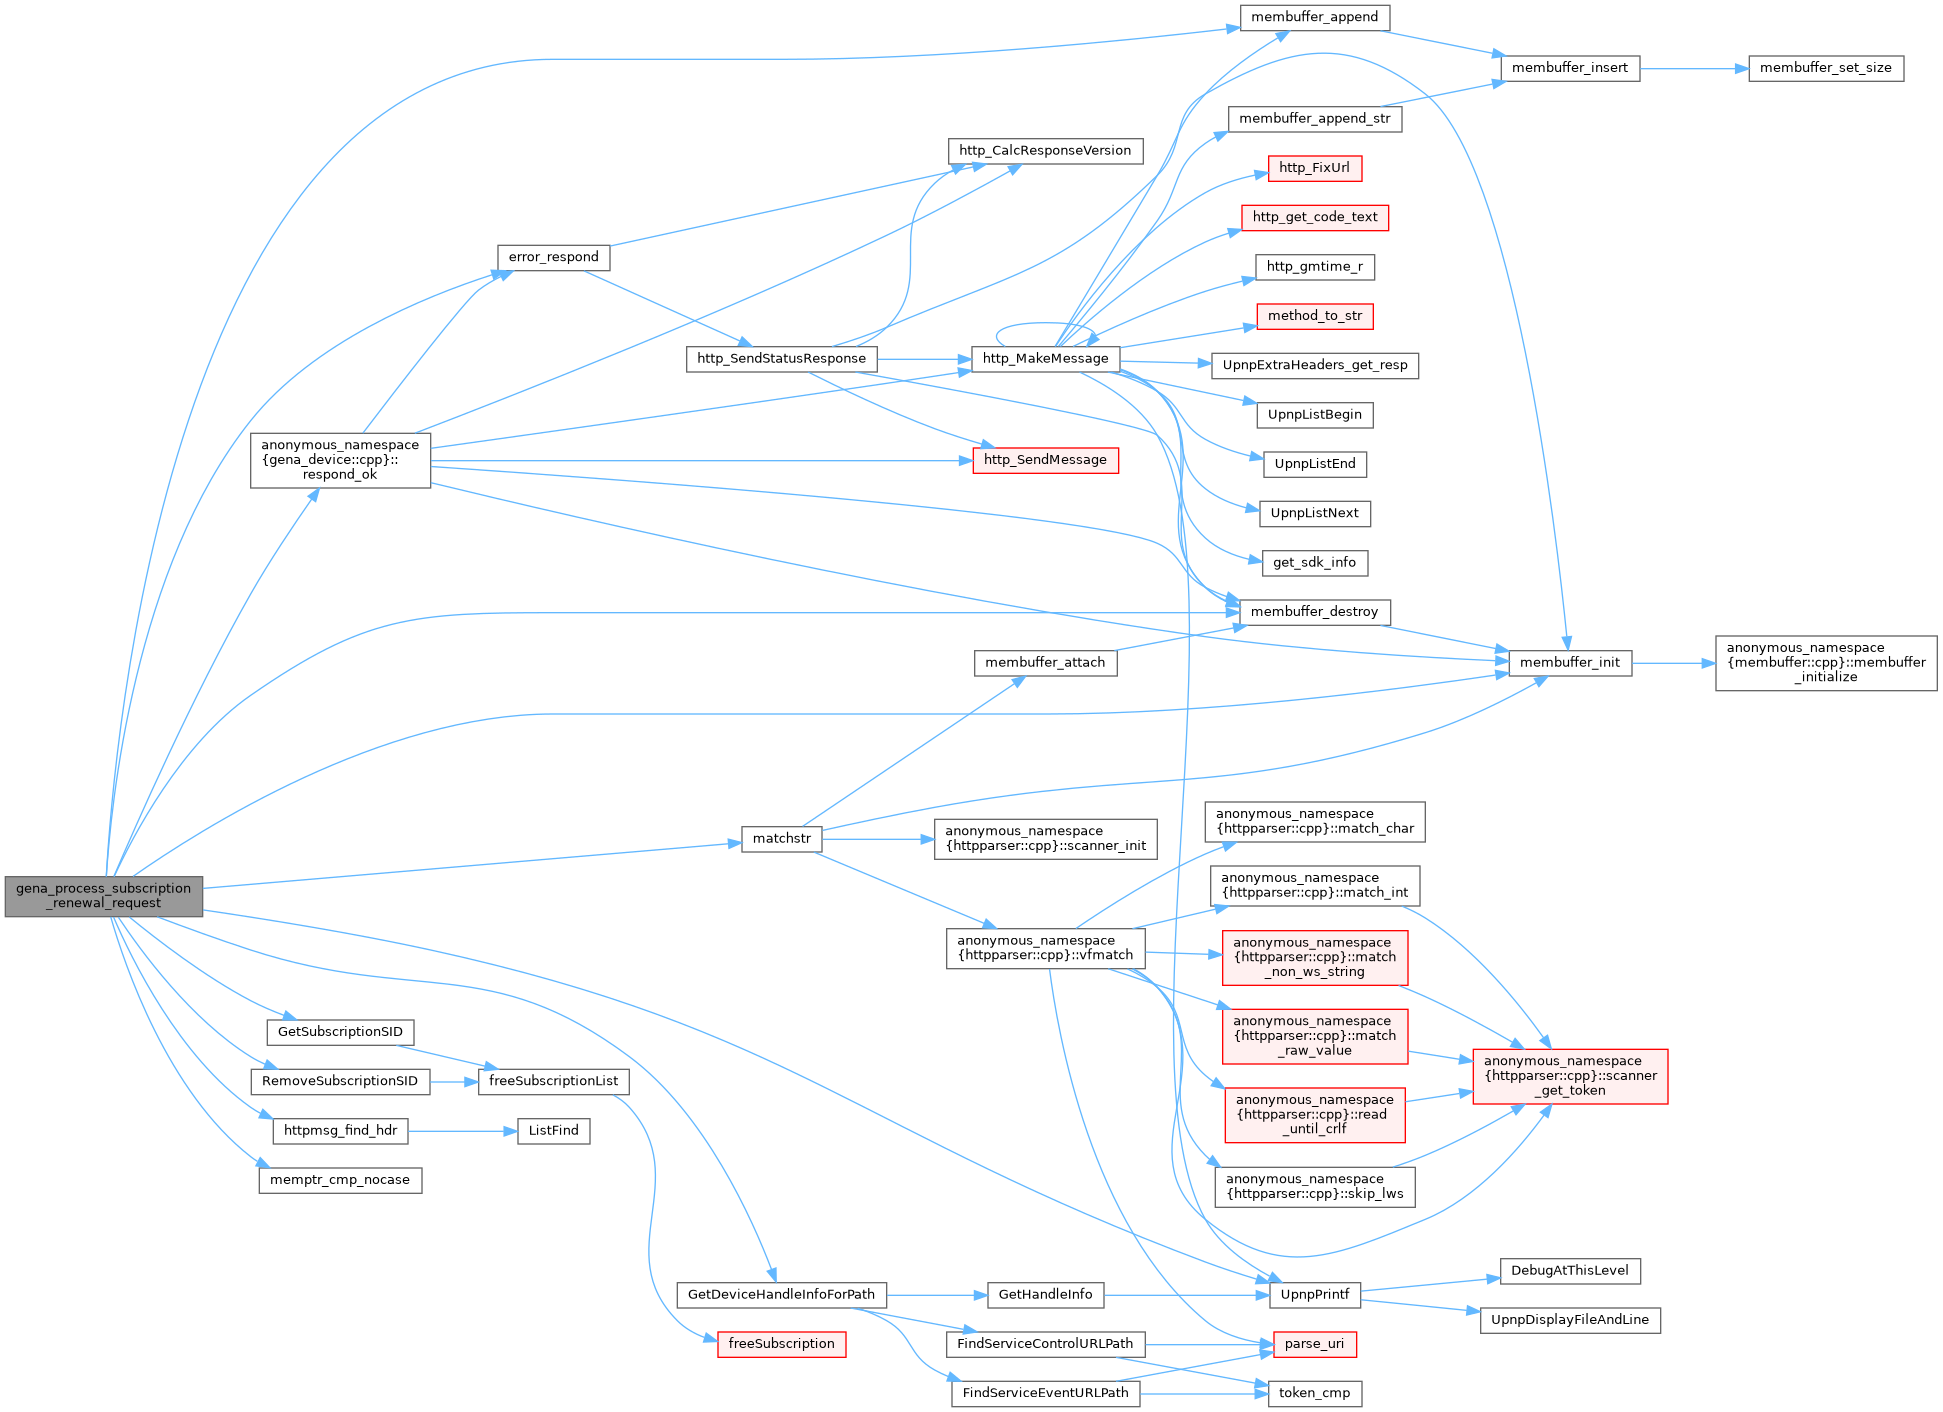 gena_process_subscription
_renewal_request
membuffer_append
membuffer_insert
membuffer_set_size
membuffer_append_str
http_CalcResponseVersion
http_FixUrl
http_get_code_text
error_respond
http_gmtime_r
method_to_str
http_SendStatusResponse
http_MakeMessage
UpnpExtraHeaders_get_resp
UpnpListBegin
anonymous_namespace
{gena_device::cpp}::
respond_ok
http_SendMessage
UpnpListEnd
UpnpListNext
get_sdk_info
membuffer_destroy
membuffer_attach
membuffer_init
anonymous_namespace
{membuffer::cpp}::membuffer
_initialize
matchstr
anonymous_namespace
{httpparser::cpp}::scanner_init
anonymous_namespace
{httpparser::cpp}::match_char
anonymous_namespace
{httpparser::cpp}::match_int
anonymous_namespace
{httpparser::cpp}::vfmatch
anonymous_namespace
{httpparser::cpp}::match
_non_ws_string
anonymous_namespace
{httpparser::cpp}::match
_raw_value
anonymous_namespace
{httpparser::cpp}::scanner
_get_token
anonymous_namespace
{httpparser::cpp}::read
_until_crlf
anonymous_namespace
{httpparser::cpp}::skip_lws
GetSubscriptionSID
RemoveSubscriptionSID
freeSubscriptionList
httpmsg_find_hdr
ListFind
memptr_cmp_nocase
GetDeviceHandleInfoForPath
GetHandleInfo
UpnpPrintf
DebugAtThisLevel
UpnpDisplayFileAndLine
freeSubscription
FindServiceControlURLPath
parse_uri
FindServiceEventURLPath
token_cmp